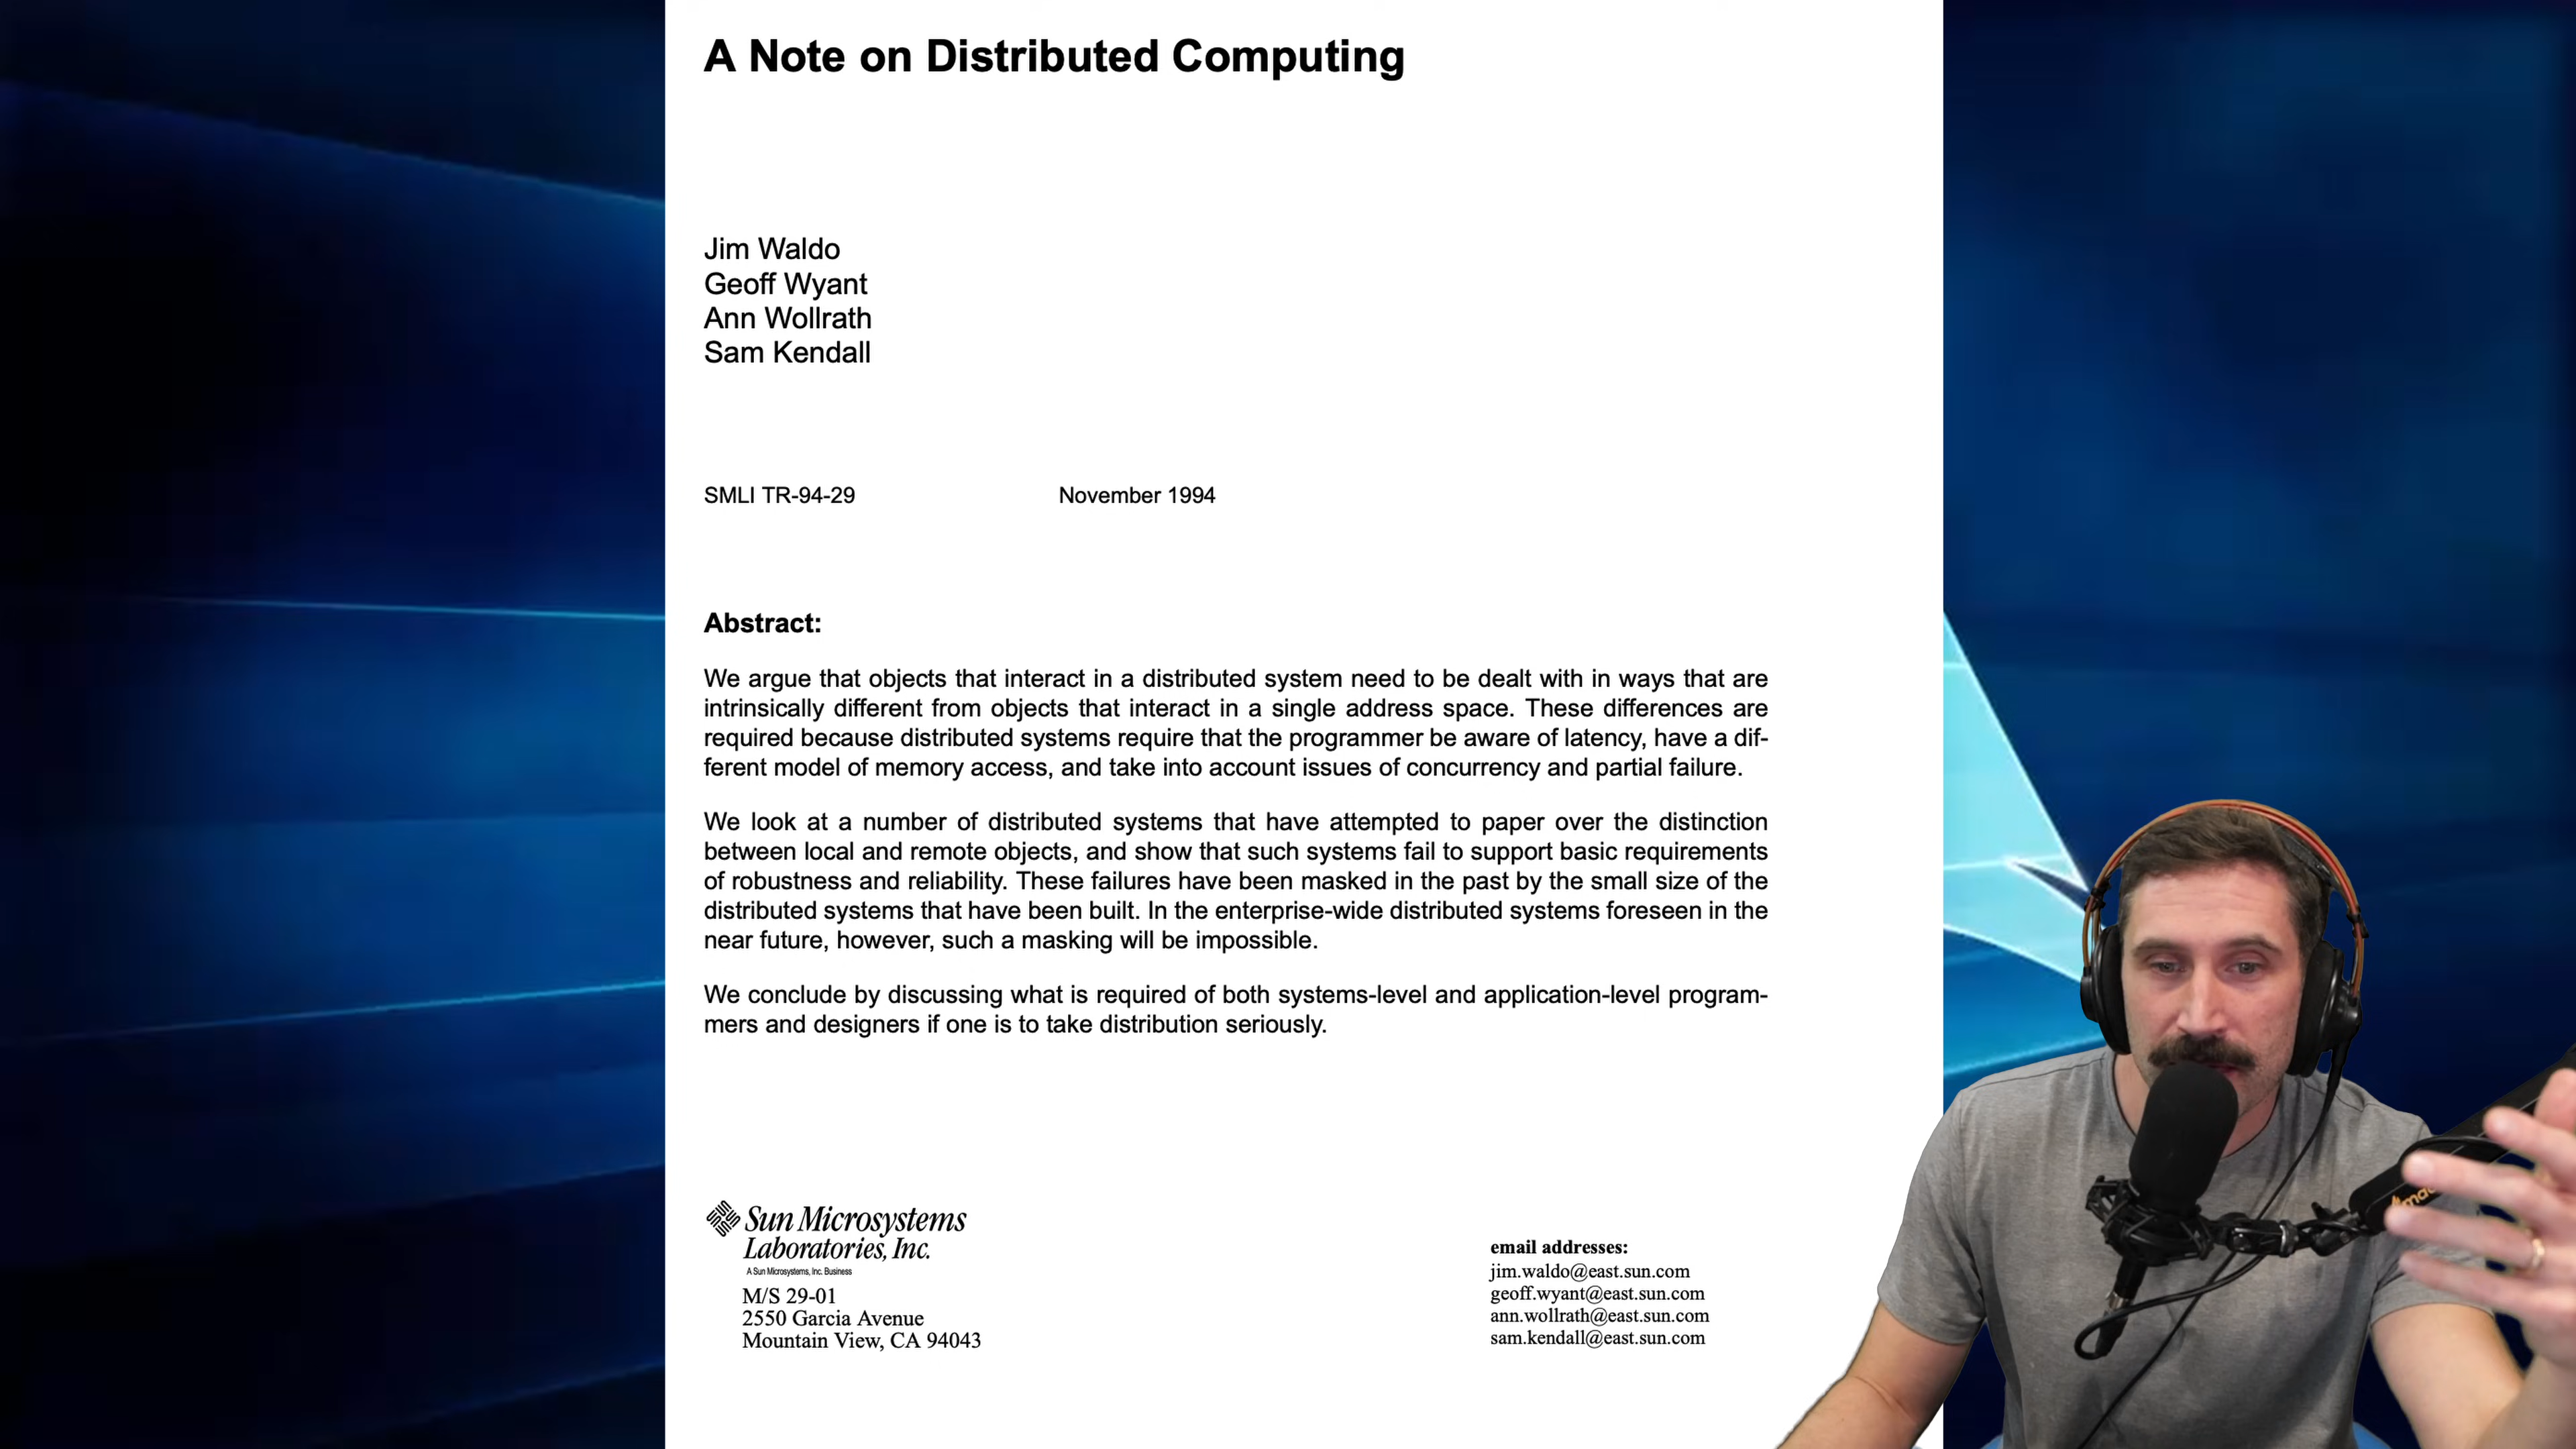 A Note on Distributed Computing
Jim Waldo
Geoff Wyant
Ann Wollrath
Sam Kendall
SMLI TR-94-29 November 1994
Abstract:
We argue that objects that interact in a distributed system need to be dealt with in ways that are
intrinsically different from objects that interact in a single address space. These differences are
required because distributed systems require that the programmer be aware of latency, have a dif-
ferent model of memory access, and take into account issues of concurrency and partial failure.
We look at a number of distributed systems that have attempted to paper over the distinction
between local and remote objects, and show that such systems fail to support basic requirements
of robustness and reliability. These failures have been masked in the past by the small size of the
distributed systems that have been built. In the enterprise-wide distributed systems foreseen in the
near future, however, such a masking will be impossible.
We conclude by discussing what is required of both systems-level and application-level program-
mers and designers if one is to take distribution seriously.
Sun Microsystems
Laboratories, Inc.
A Sun Microsystems, Inc. Business
M/S 29-01
2550 Garcia Avenue
Mountain View, CA 94043
email addresses:
jim.waldo@east.sun.com
geoff.wyant@east.sun.com
ann.wollrath@east.sun.com
sam.kendall@east.sun.com